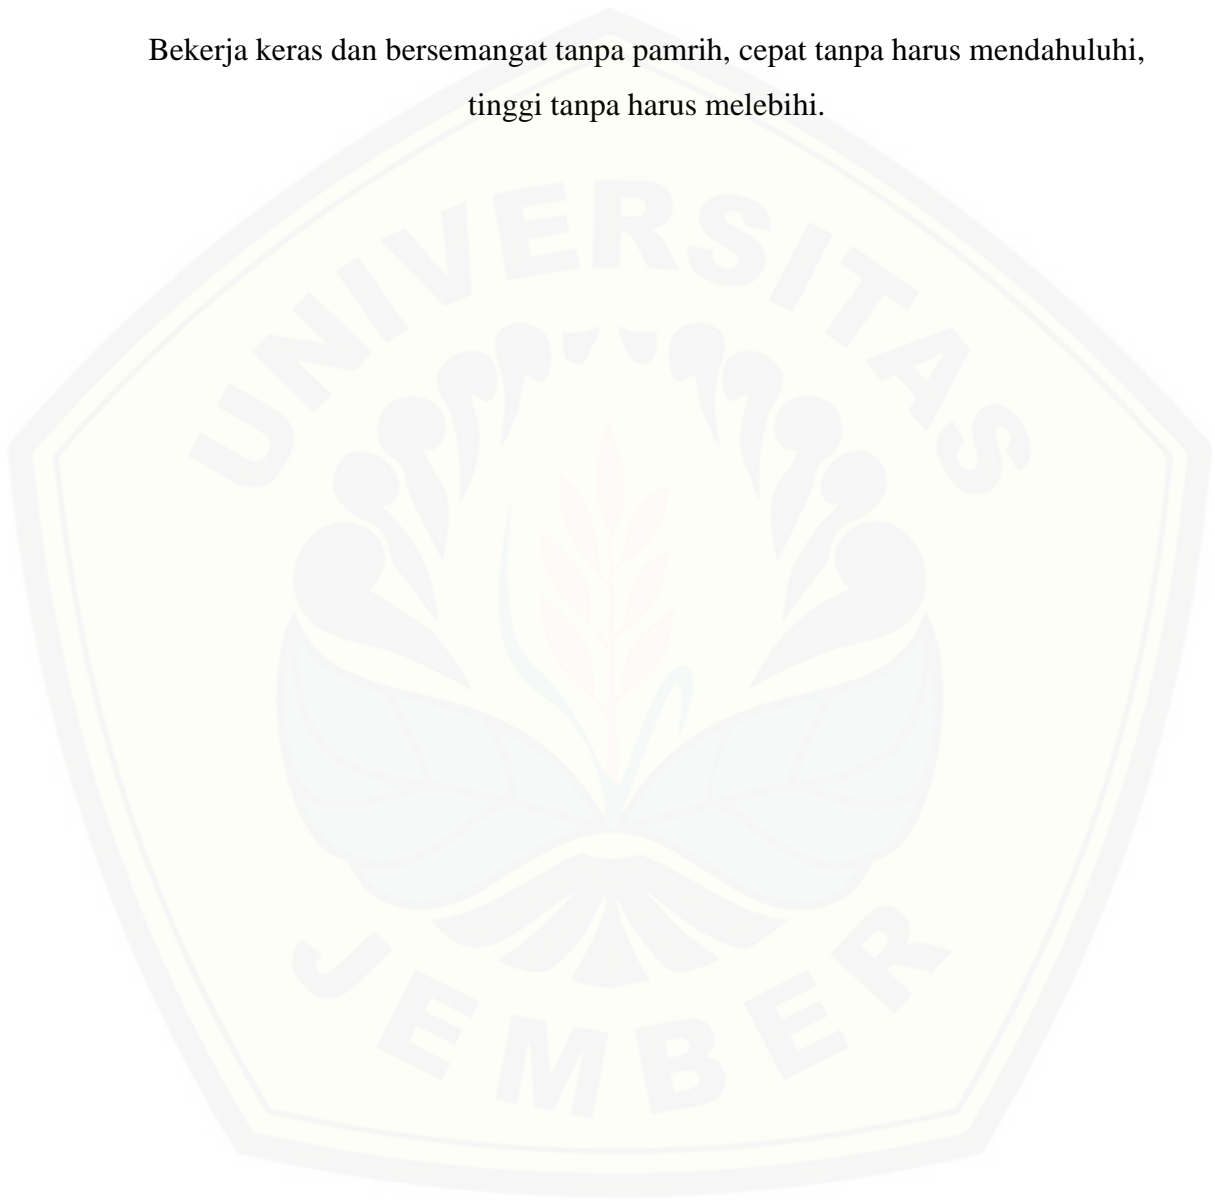 Bekerja keras dan bersemangat tanpa pamrih, cepat tanpa harus mendahuluhi,
tinggi tanpa harus melebihi.
UNIVERSITAS
JEMBER